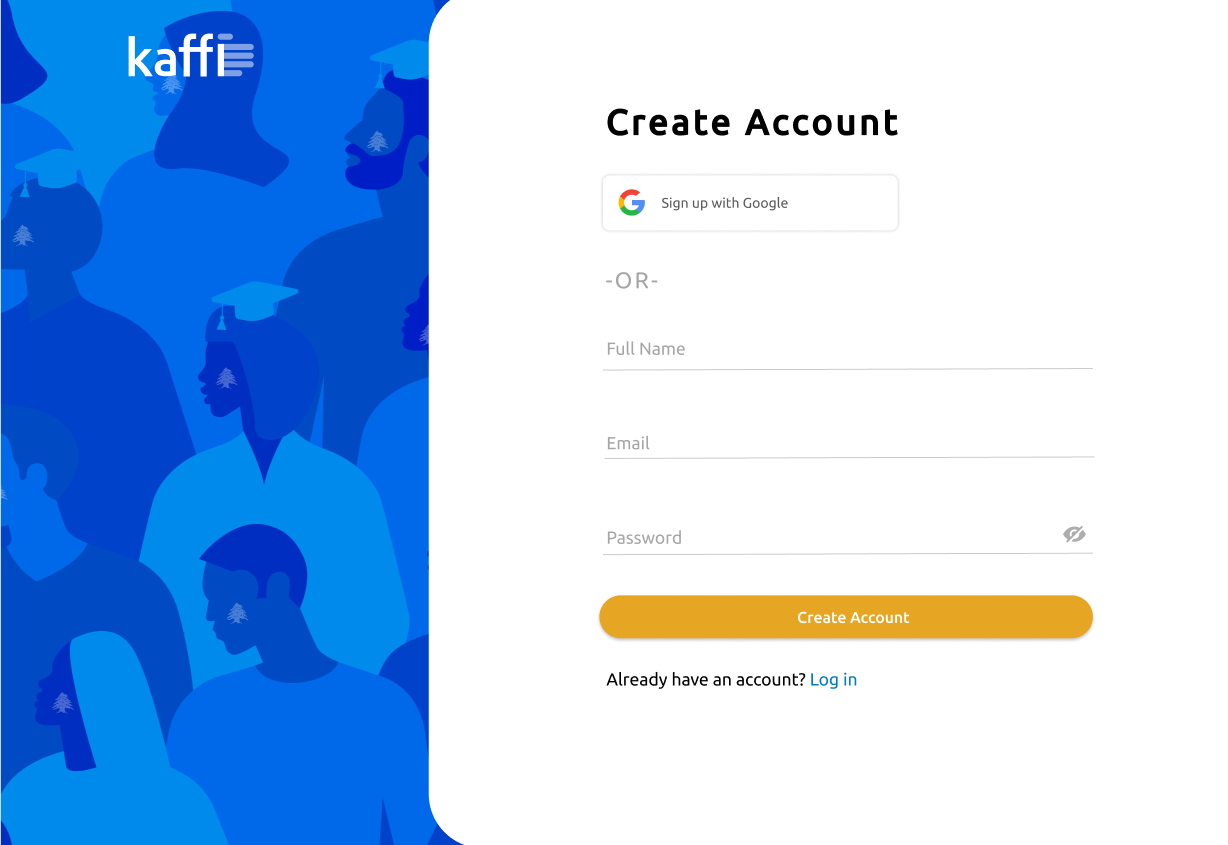 kaffi
Create Account
Sign up with Google
-OR-
Full Name
Email
Password
Create Account
Already have an account? Log in